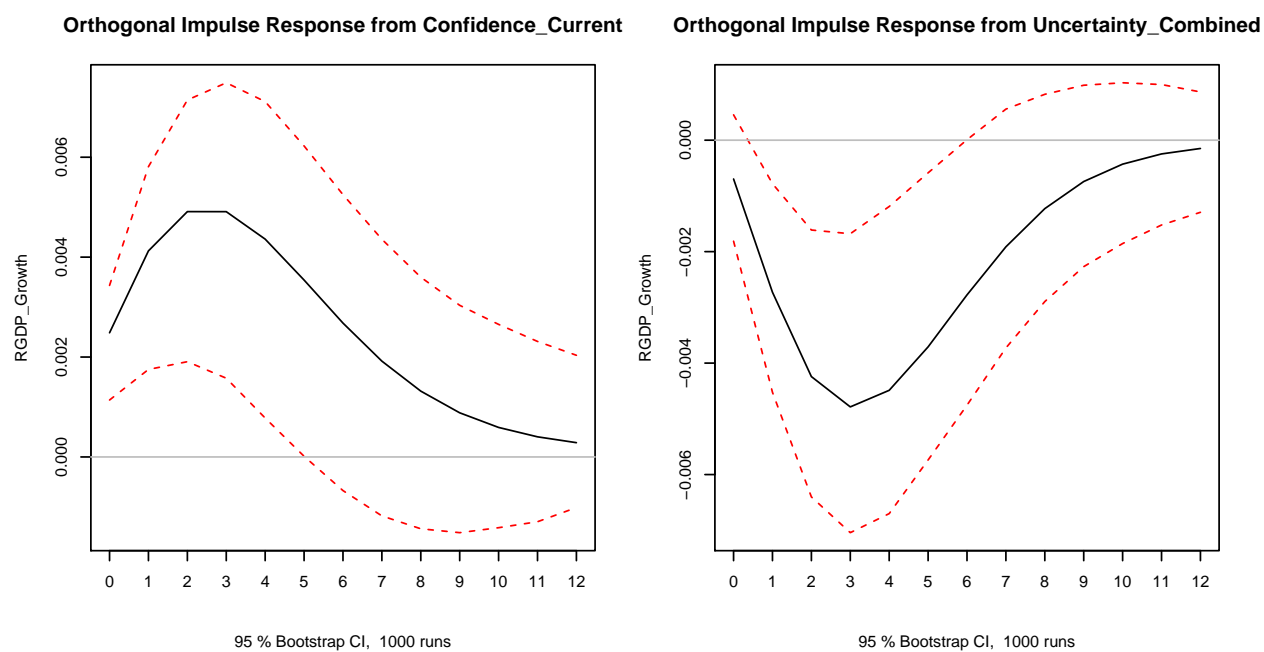 Orthogonal Impulse Response from Confidence_Current
RGDP_Growth
0.006
0.004
0.002
0.000
0 1 2 3 4 5 6 7 8 9 10 11 12
95 % Bootstrap CI, 1000 runs
Orthogonal Impulse Response from Uncertainty_Combined
RGDP_Growth
0.000
−0.002
−0.004
−0.006
0 1 2 3 4 5 6 7 8 9 10 11 12
95 % Bootstrap CI, 1000 runs